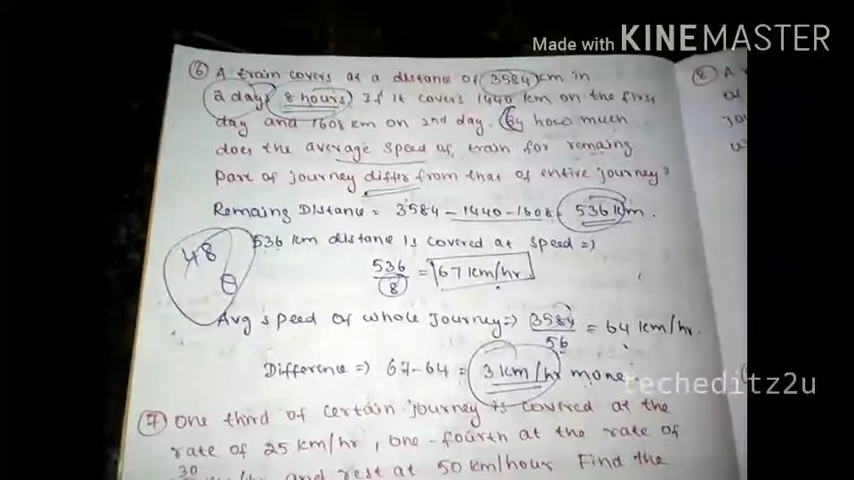 Made with KINEMASTER
6 A train covers at a distance of 3584 km in
2 days 8 hours) If it covers 1440 km on the first
day and 1608 km on 2nd day. By how much
does the average speed of train for remaing
part of journey differ from that of entire journey?
Remaing Distance = 3584 - 1440 - 1608 = 536 km.
536 km distance is covered at speed =)
48
8
536
8
= 67 km/hr
Avg speed of whole journey =) 3584
56
= 64 km/hr.
Difference =) 67-64 = 3 km/hr more
techeditz2u
7 One third of certain journey is covered at the
rate of 25 km/hr, one-fourth at the rate of
30
and rest at 50 km/hour Find the
8 A